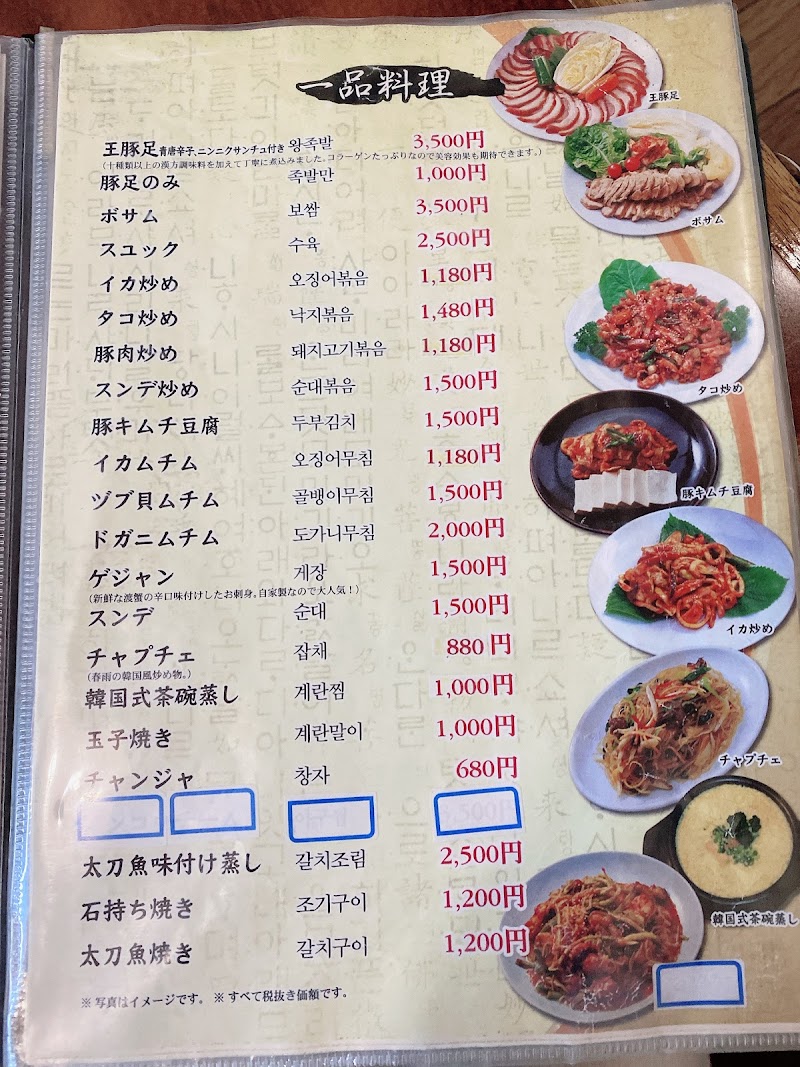 一品料理
王豚足 青唐辛子、ニンニクサンチュ付き 왕족발 3,500円
(十種類以上の漢方調味料を加えて丁寧に煮込みました。コラーゲンたっぷりなので美容効果も期待できます。)
豚足のみ 족발만 1,000円
ボサム 보쌈 3,500円
スユック 수육 2,500円
イカ炒め 오징어볶음 1,180円
タコ炒め 낙지볶음 1,480円
豚肉炒め 돼지고기볶음 1,180円
スンデ炒め 순대볶음 1,500円
豚キムチ豆腐 두부김치 1,500円
イカムチム 오징어무침 1,180円
ツブ貝ムチム 골뱅이무침 1,500円
ドガニムチム 도가니무침 2,000円
ゲジャン 게장 1,500円
(新鮮な渡蟹の辛口味付けしたお刺身。自家製なので大人気!)
スンデ 순대 1,500円
チャプチェ 잡채 880円
(春雨の韓国風炒め物。)
韓国式茶碗蒸し 계란찜 1,000円
玉子焼き 계란말이 1,000円
チャンジャ 창자 680円
太刀魚味付け蒸し 갈치조림 2,500円
石持ち焼き 조기구이 1,200円
太刀魚焼き 갈치구이 1,200円
※写真はイメージです。 ※すべて税抜き価額です。
王豚足
ボサム
タコ炒め
豚キムチ豆腐
イカ炒め
チャプチェ
韓国式茶碗蒸し